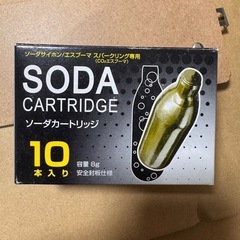 ソーダサイホン/エスプーマ スパークリング専用
(CO₂エスプーマ)
SODA
CARTRIDGE
ソーダカートリッジ
10
本入り
容量 8g
安全封板仕様